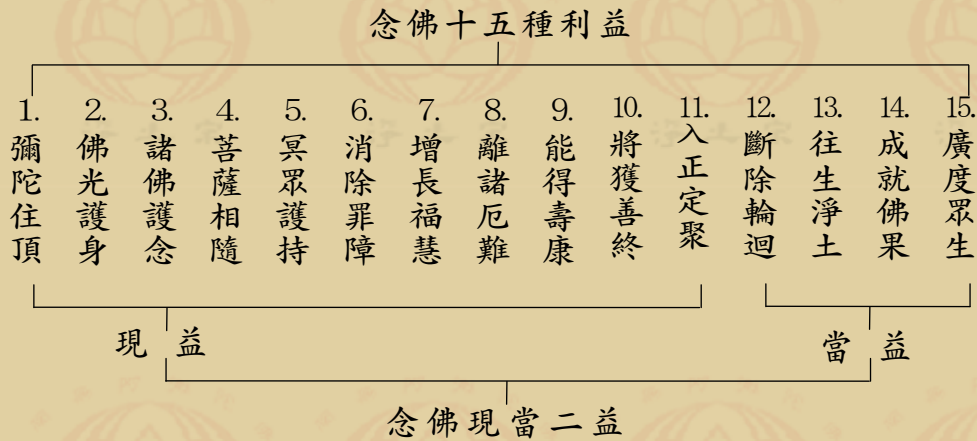 念佛十五種利益
1. 彌陀住頂
2. 佛光護身
3. 諸佛護念
4. 菩薩相隨
5. 冥眾護持
6. 消除罪障
7. 增長福慧
8. 離諸厄難
9. 能得壽康
10. 將獲善終
11. 入正定聚
12. 斷除輪迴
13. 往生淨土
14. 成就佛果
15. 廣度眾生
現益
當益
念佛現當二益